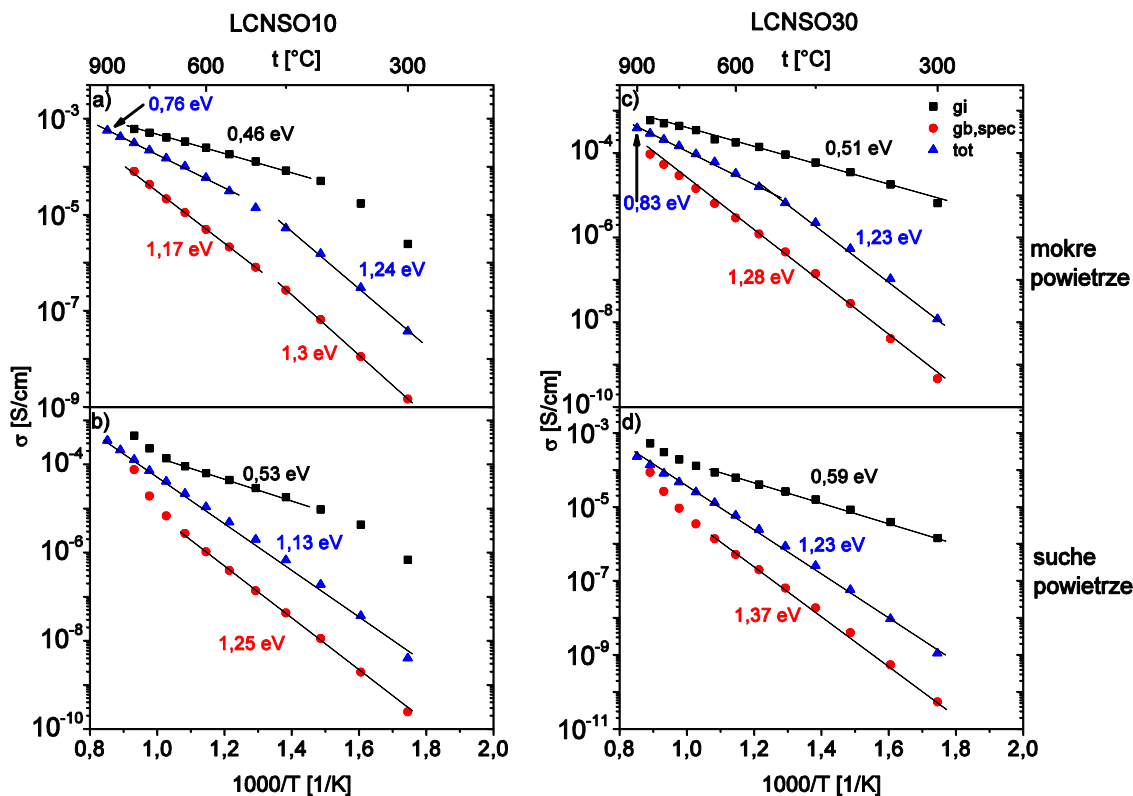 LCNSO10
LCNSO30
t [°C]
t [°C]
900
600
300
900
600
300
a)
0,76 eV
0,46 eV
1,17 eV
1,24 eV
1,3 eV
10⁻³
10⁻⁵
10⁻⁷
10⁻⁹
c)
gi
gb,spec
tot
0,51 eV
0,83 eV
1,23 eV
1,28 eV
10⁻⁴
10⁻⁶
10⁻⁸
10⁻¹⁰
mokre
powietrze
σ [S/cm]
σ [S/cm]
b)
0,53 eV
1,13 eV
1,25 eV
10⁻⁴
10⁻⁶
10⁻⁸
10⁻¹⁰
d)
0,59 eV
1,23 eV
1,37 eV
10⁻³
10⁻⁵
10⁻⁷
10⁻⁹
10⁻¹¹
suche
powietrze
0,8 1,0 1,2 1,4 1,6 1,8 2,0
0,8 1,0 1,2 1,4 1,6 1,8 2,0
1000/T [1/K]
1000/T [1/K]